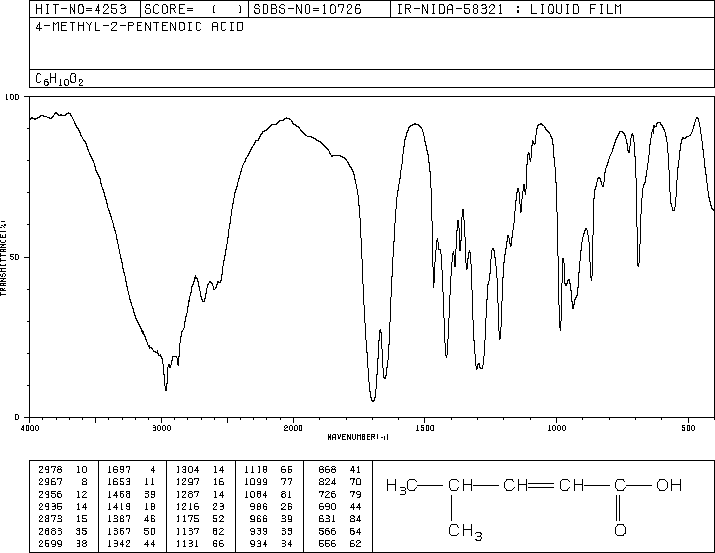 HIT-NO=4253 SCORE= ( ) SDBS-NO=10726 IR-NIDA-58321 : LIQUID FILM
4-METHYL-2-PENTENOIC ACID
C6H10O2
100
50
0
TRANSMITTANCE(%)
4000 3000 2000 1500 1000 500
WAVENUMBER(-1)
2978 10 1697 4 1304 14 1118 66 868 41
2967 8 1653 11 1297 16 1099 77 824 70
2956 12 1468 39 1287 14 1084 81 726 79
2935 14 1419 18 1216 23 986 26 690 44
2873 15 1387 46 1175 52 966 39 631 84
2683 35 1367 50 1137 62 939 39 566 64
2599 38 1342 44 1131 66 934 34 556 62
H3C CH CH CH C OH
CH3 O